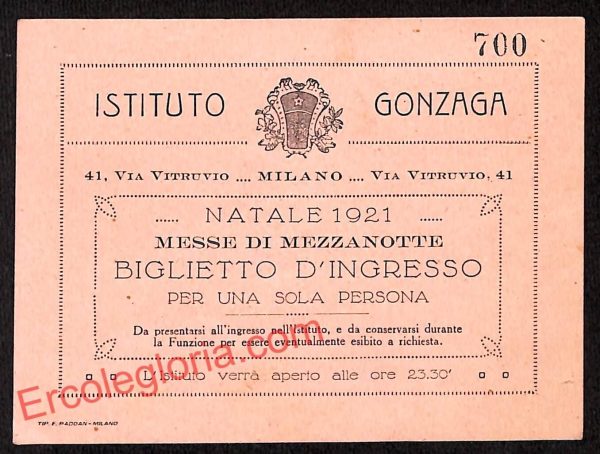 700
ISTITUTO GONZAGA
41, VIA VITRUVIO .... MILANO .... VIA VITRUVIO, 41
...... NATALE 1921 ......
MESSE DI MEZZANOTTE
BIGLIETTO D'INGRESSO
PER UNA SOLA PERSONA
Da presentarsi all'ingresso nell'Istituto, e da conservarsi durante
la Funzione per essere eventualmente esibito a richiesta.
L'Istituto verrà aperto alle ore 23.30'
TIP. F. PADDAN - MILANO
Ercolegloria.com